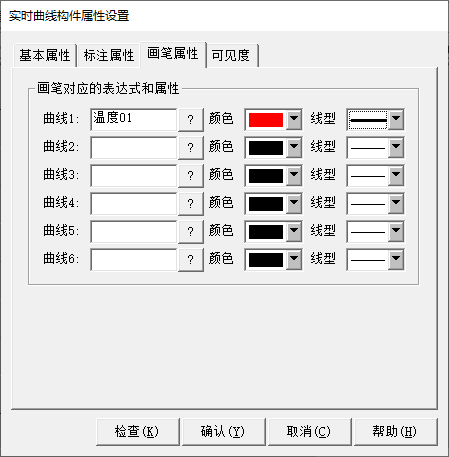 实时曲线构件属性设置
基本属性 标注属性 画笔属性 可见度
画笔对应的表达式和属性
曲线1: 温度01 ? 颜色 线型
曲线2: ? 颜色 线型
曲线3: ? 颜色 线型
曲线4: ? 颜色 线型
曲线5: ? 颜色 线型
曲线6: ? 颜色 线型
检查(K) 确认(Y) 取消(C) 帮助(H)